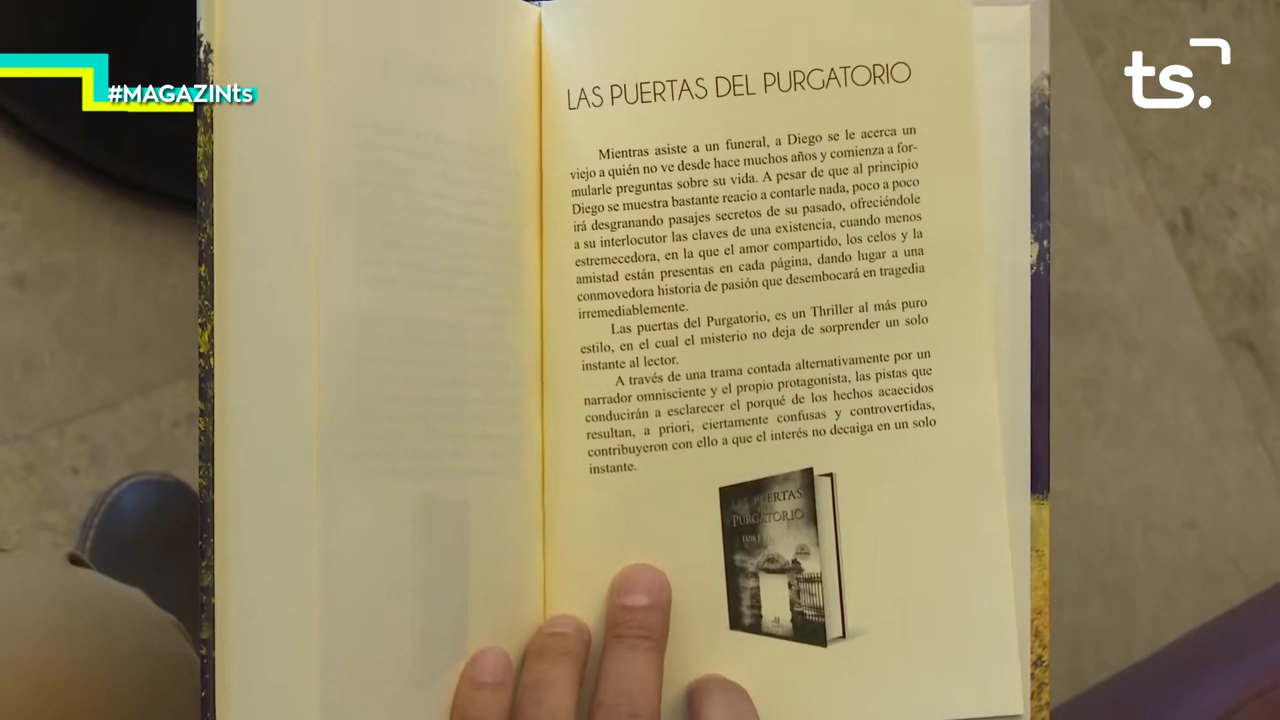 #MAGAZINts
ts.
LAS PUERTAS DEL PURGATORIO
Mientras asiste a un funeral, a Diego se le acerca un
viejo a quién no ve desde hace muchos años y comienza a for-
mularle preguntas sobre su vida. A pesar de que al principio
Diego se muestra bastante reacio a contarle nada, poco a poco
irá desgranando pasajes secretos de su pasado, ofreciéndole
a su interlocutor las claves de una existencia, cuando menos
estremecedora, en la que el amor compartido, los celos y la
amistad están presentas en cada página, dando lugar a una
conmovedora historia de pasión que desembocará en tragedia
irremediablemente.
Las puertas del Purgatorio, es un Thriller al más puro
estilo, en el cual el misterio no deja de sorprender un solo
instante al lector.
A través de una trama contada alternativamente por un
narrador omnisciente y el propio protagonista, las pistas que
conducirán a esclarecer el porqué de los hechos acaecidos
resultan, a priori, ciertamente confusas y controvertidas,
contribuyeron con ello a que el interés no decaiga en un solo
instante.
LAS PUERTAS
PURGATORIO
LUIS